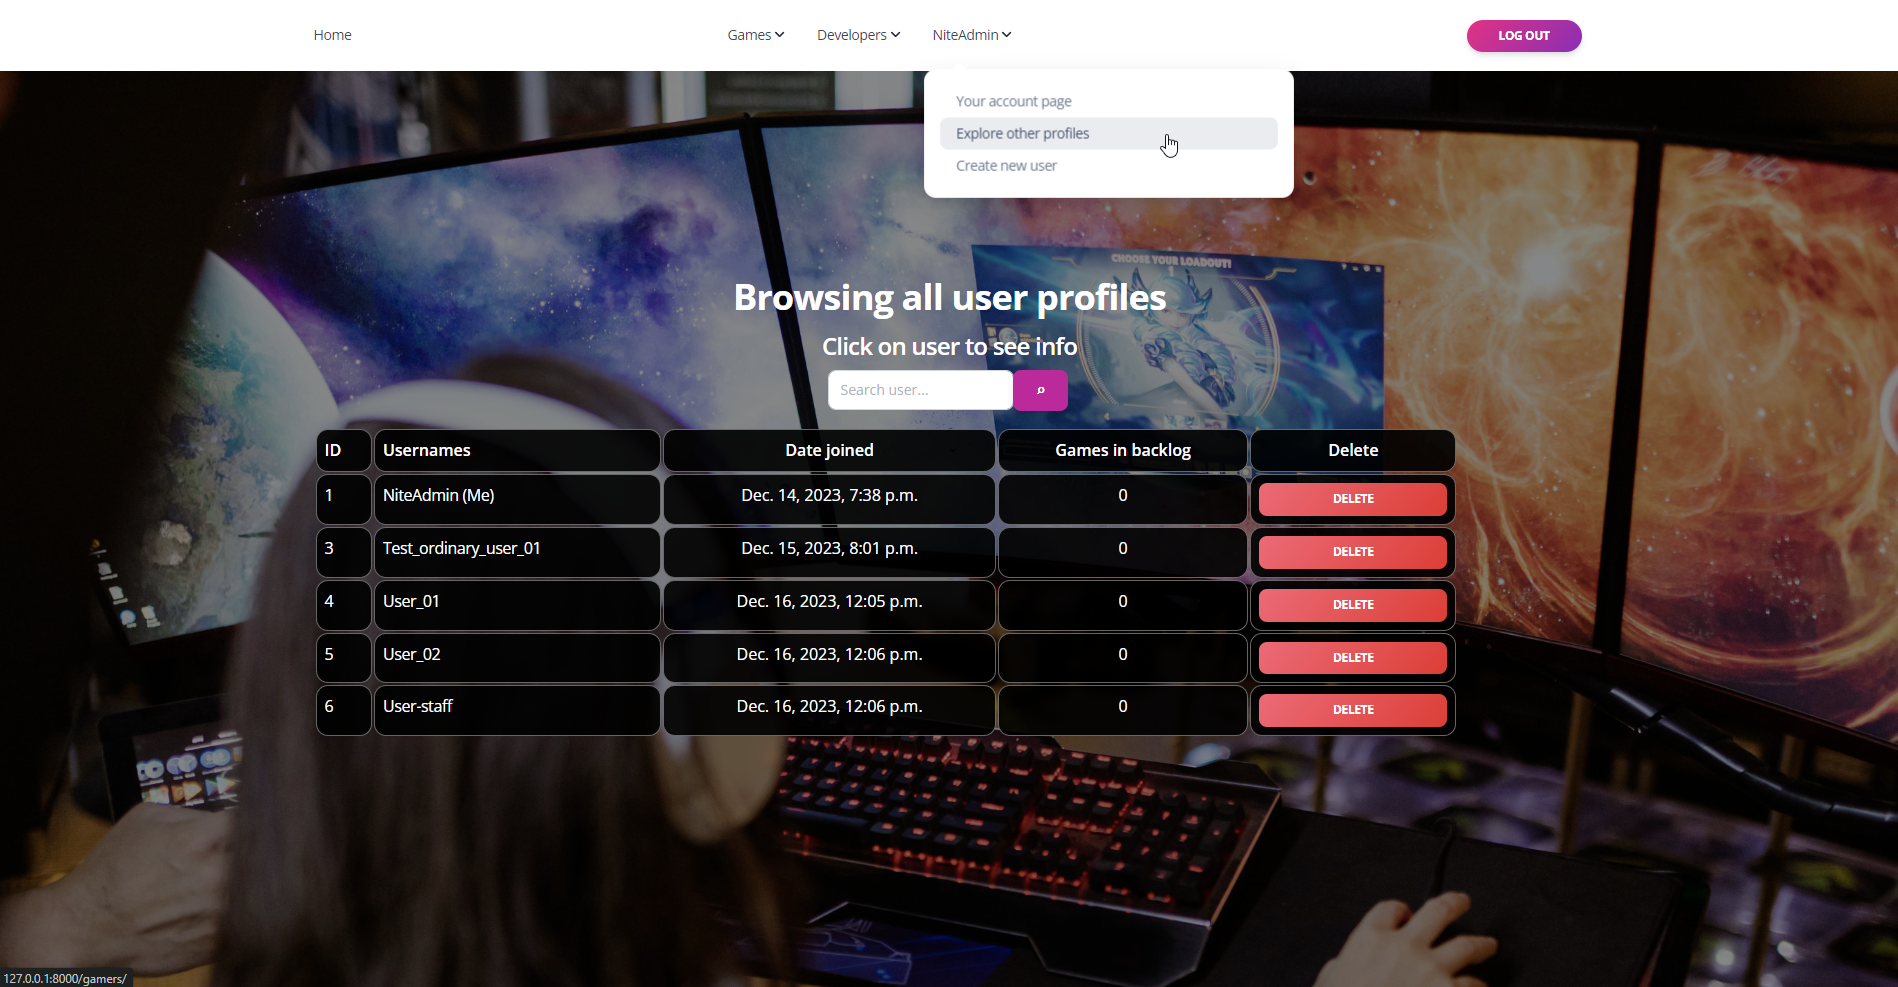 Home
Games
Developers
NiteAdmin
LOG OUT
Your account page
Explore other profiles
Create new user
CHOOSE YOUR LOADOUT!
Browsing all user profiles
Click on user to see info
Search user...
ID Usernames Date joined Games in backlog Delete
1 NiteAdmin (Me) Dec. 14, 2023, 7:38 p.m. 0 DELETE
3 Test_ordinary_user_01 Dec. 15, 2023, 8:01 p.m. 0 DELETE
4 User_01 Dec. 16, 2023, 12:05 p.m. 0 DELETE
5 User_02 Dec. 16, 2023, 12:06 p.m. 0 DELETE
6 User-staff Dec. 16, 2023, 12:06 p.m. 0 DELETE
127.0.0.1:8000/gamers/